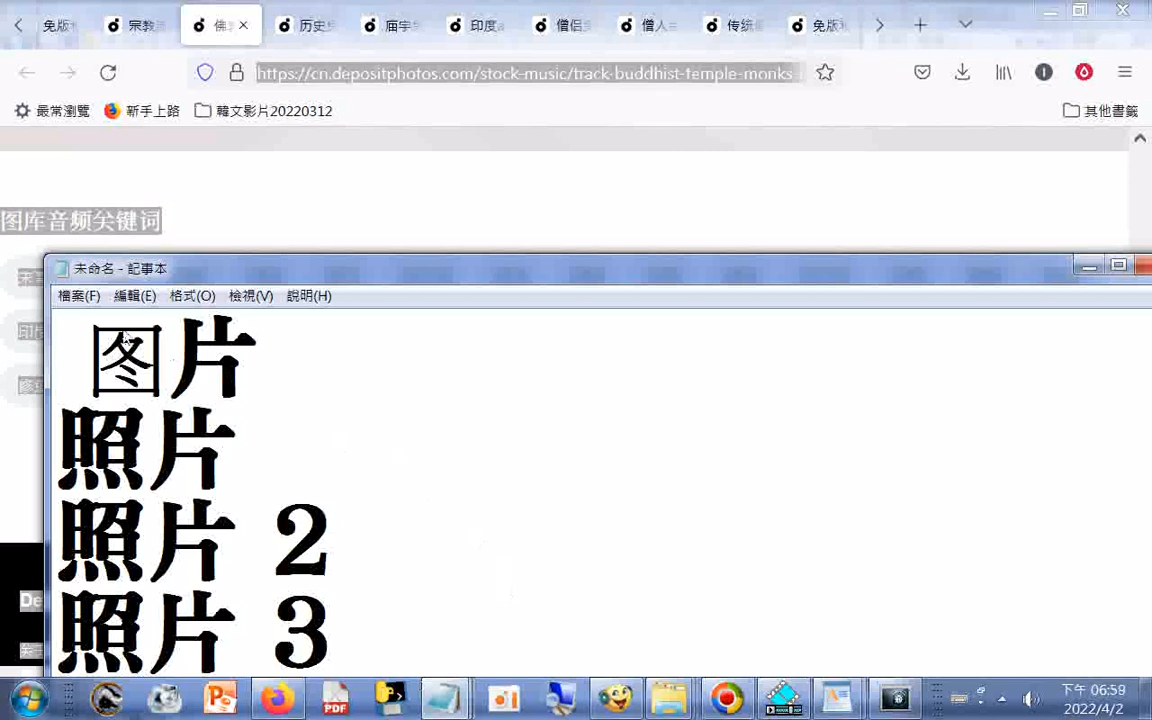 免版
宗教
佛
历史
庙宇
印度
僧侣
僧人
传统
免版
https://cn.depositphotos.com/stock-music/track-buddhist-temple-monks
最常瀏覽
新手上路
韓文影片20220312
其他書籤
图库音频关键词
未命名 - 記事本
檔案(F) 編輯(E) 格式(O) 檢視(V) 說明(H)
图片
照片
照片 2
照片 3
De
下午 06:59
2022/4/2